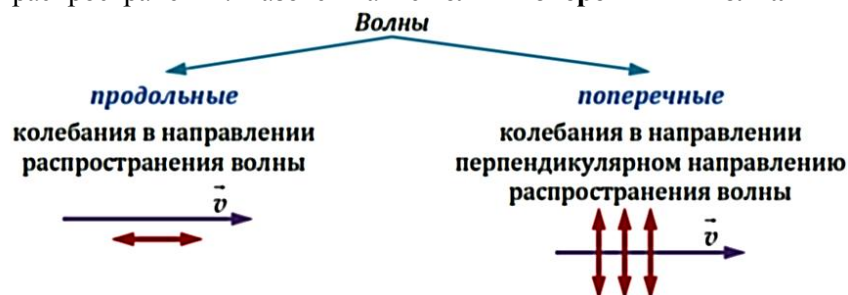 Волны
продольные
колебания в направлении
распространения волны
v
поперечные
колебания в направлении
перпендикулярном направлению
распространения волны
v